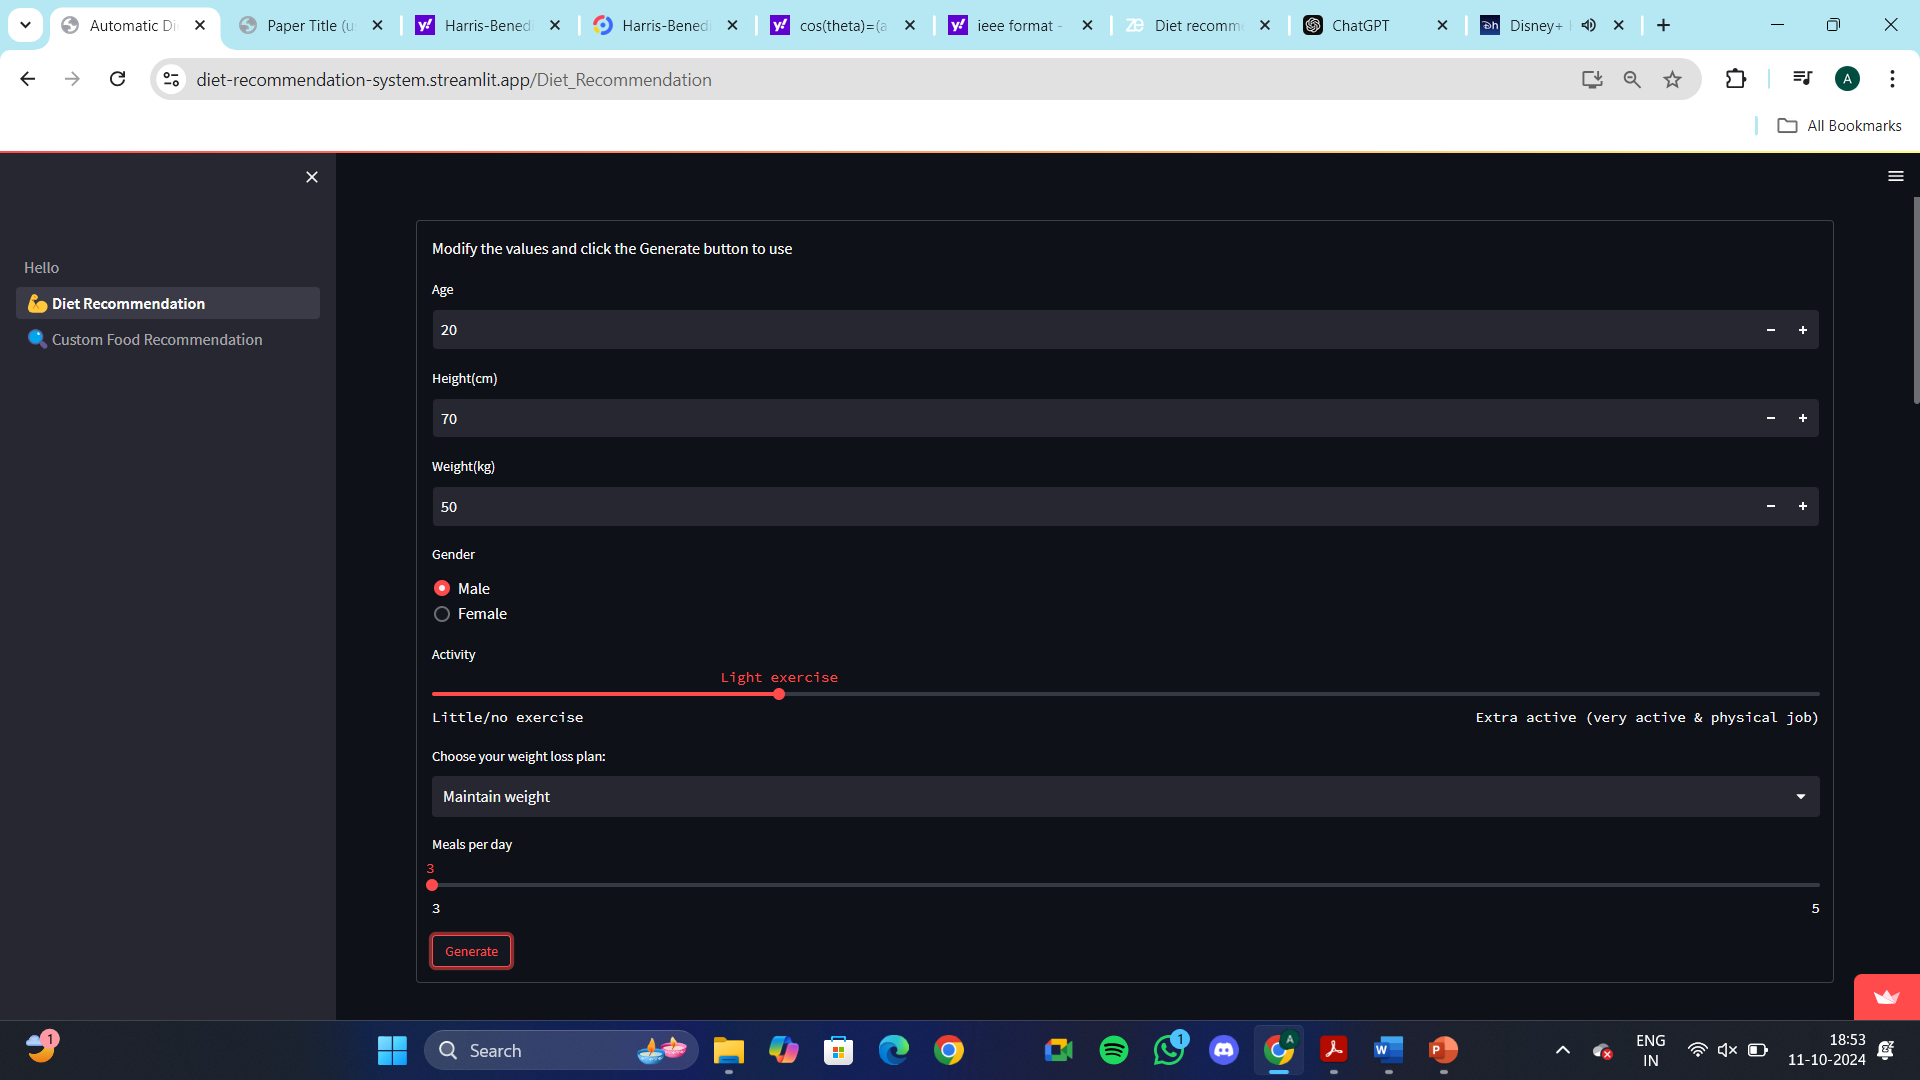 Automatic Di
Paper Title (u
Harris-Bened
Harris-Bened
cos(theta)=(a
ieee format -
Diet recomm
ChatGPT
Disney+
diet-recommendation-system.streamlit.app/Diet_Recommendation
A
All Bookmarks
Hello
Diet Recommendation
Custom Food Recommendation
Modify the values and click the Generate button to use
Age
20
Height(cm)
70
Weight(kg)
50
Gender
Male
Female
Activity
Light exercise
Little/no exercise
Extra active (very active & physical job)
Choose your weight loss plan:
Maintain weight
Meals per day
3
3
5
Generate
1
Search
1
A
ENG
IN
18:53
11-10-2024